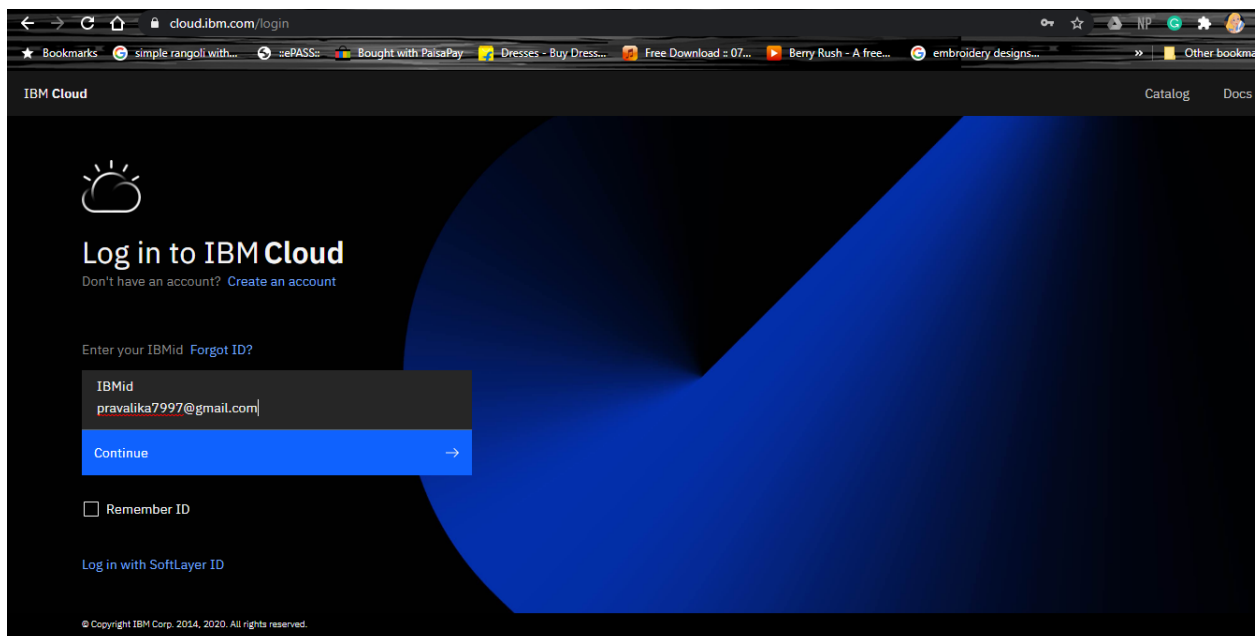 cloud.ibm.com/login
NP
Bookmarks simple rangoli with... ::ePASS:: Bought with PaisaPay Dresses - Buy Dress... Free Download :: 07... Berry Rush - A free... embroidery designs... » Other bookma
IBM Cloud Catalog Docs
Log in to IBM Cloud
Don't have an account? Create an account
Enter your IBMid Forgot ID?
IBMid
pravalika7997@gmail.com
Continue
Remember ID
Log in with SoftLayer ID
© Copyright IBM Corp. 2014, 2020. All rights reserved.